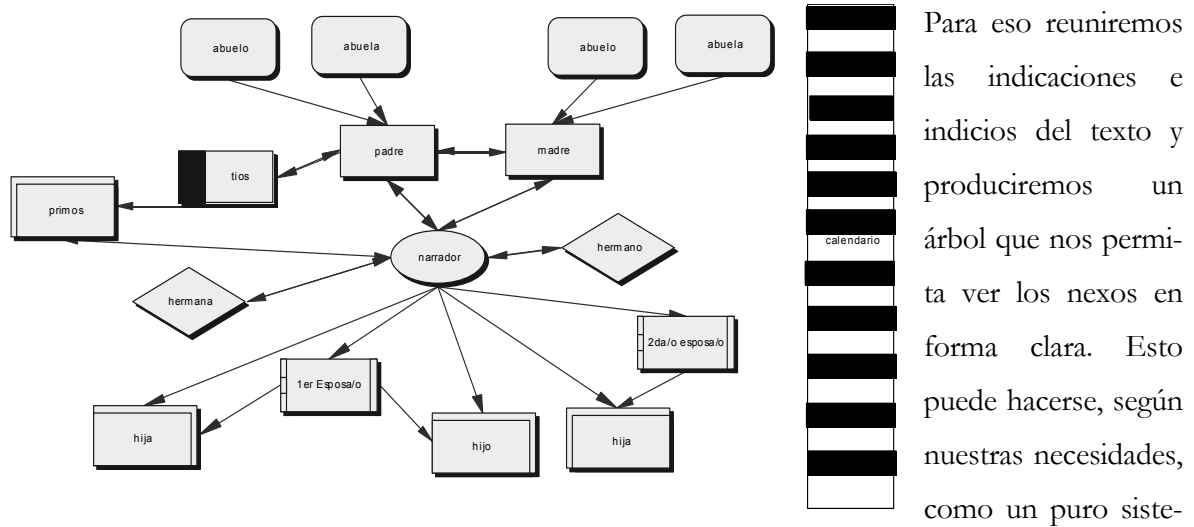 abuelo
abuela
abuelo
abuela
padre
madre
tios
primos
narrador
hermano
hermana
2da/o esposa/o
1er Esposa/o
hija
hijo
hija
calendario
Para eso reuniremos
las indicaciones e
indicios del texto y
produciremos un
árbol que nos permi-
ta ver los nexos en
forma clara. Esto
puede hacerse, según
nuestras necesidades,
como un puro siste-